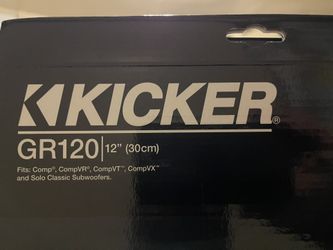 KICKER®
GR120 | 12" (30cm)
Fits: Comp®, CompVR®, CompVT™, CompVX™
and Solo Classic Subwoofers.